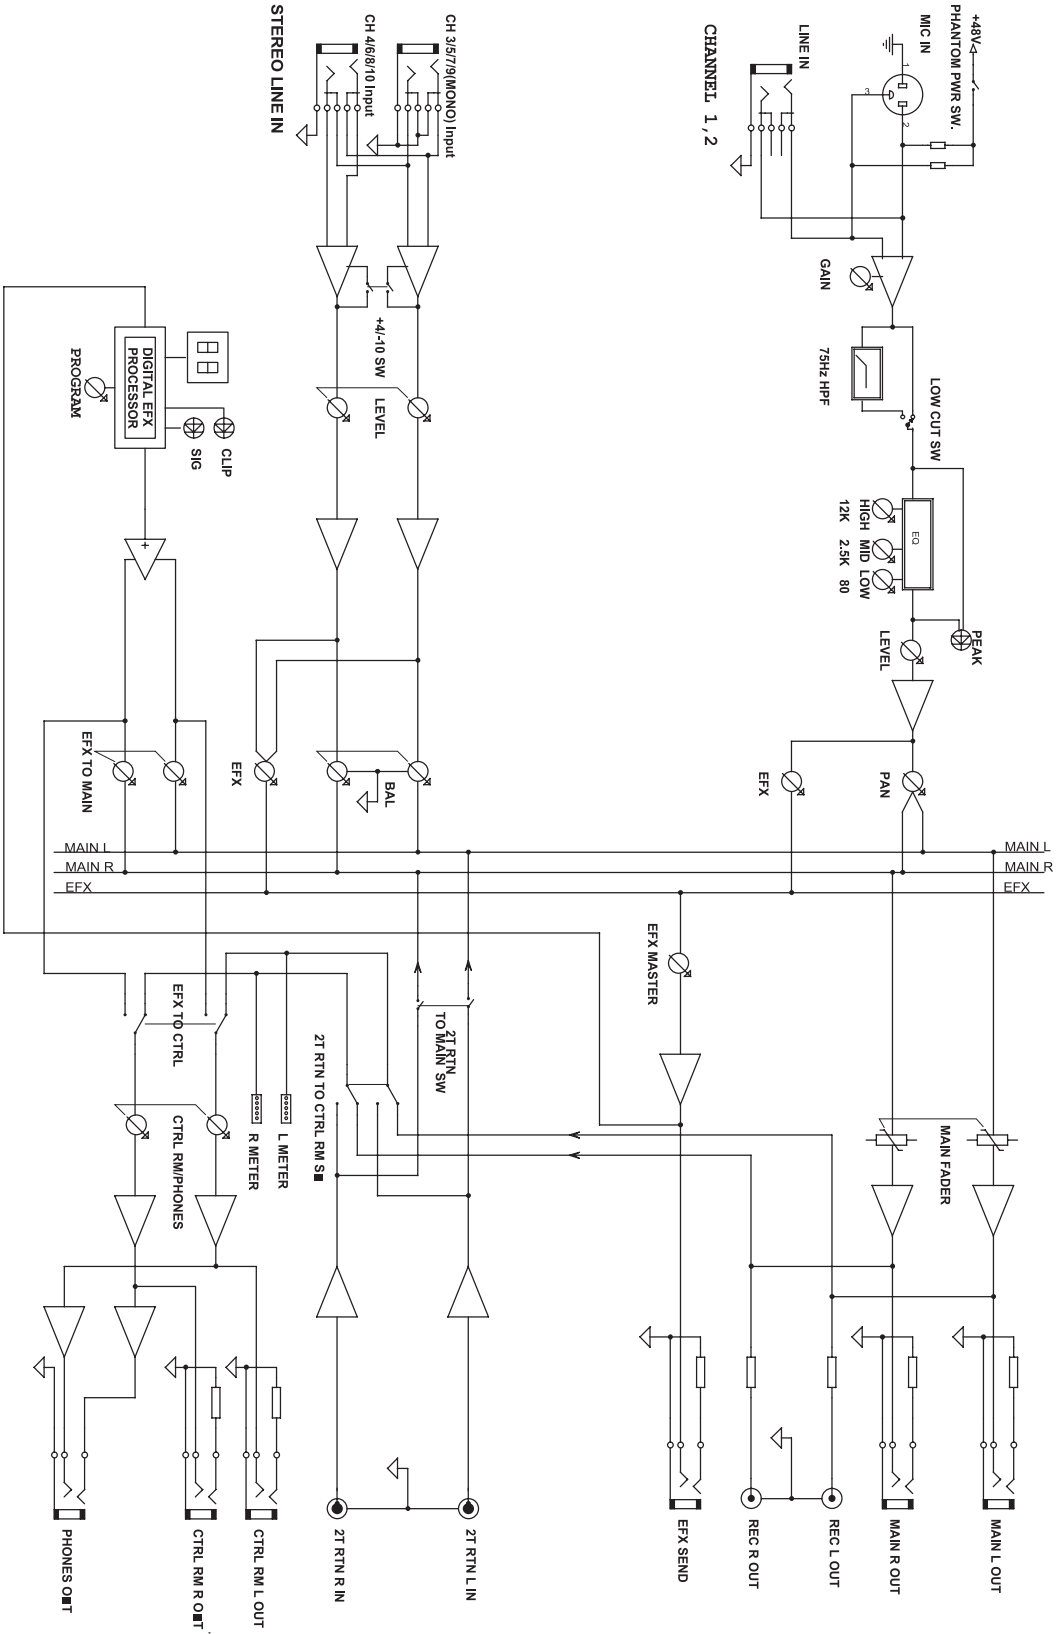 +48V
PHANTOM PWR SW.
MIC IN
1
2
3
LINE IN
CHANNEL 1,2
GAIN
75Hz HPF
LOW CUT SW
EQ
HIGH MID LOW
12K 2.5K 80
PEAK
LEVEL
PAN
EFX
CH 3/5/7/9(MONO) Input
CH 4/6/8/10 Input
STEREO LINE IN
+4/-10 SW
LEVEL
BAL
EFX
DIGITAL EFX
PROCESSOR
PROGRAM
CLIP
SIG
+
EFX TO MAIN
MAIN L
MAIN R
EFX
MAIN L
MAIN R
EFX
EFX MASTER
MAIN FADER
2T RTN
TO MAIN SW
2T RTN TO CTRL RM S■
L METER
R METER
EFX TO CTRL
CTRL RM/PHONES
MAIN L OUT
MAIN R OUT
REC L OUT
REC R OUT
EFX SEND
2T RTN L IN
2T RTN R IN
CTRL RM L OUT
CTRL RM R O■T
PHONES O■T